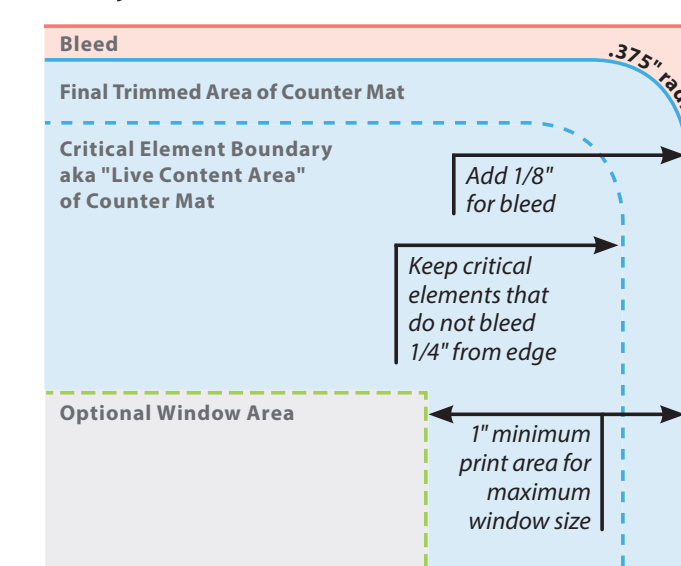 Bleed
.375"
Final Trimmed Area of Counter Mat
Critical Element Boundary
aka "Live Content Area"
of Counter Mat
Add 1/8"
for bleed
Keep critical
elements that
do not bleed
1/4" from edge
Optional Window Area
1" minimum
print area for
maximum
window size